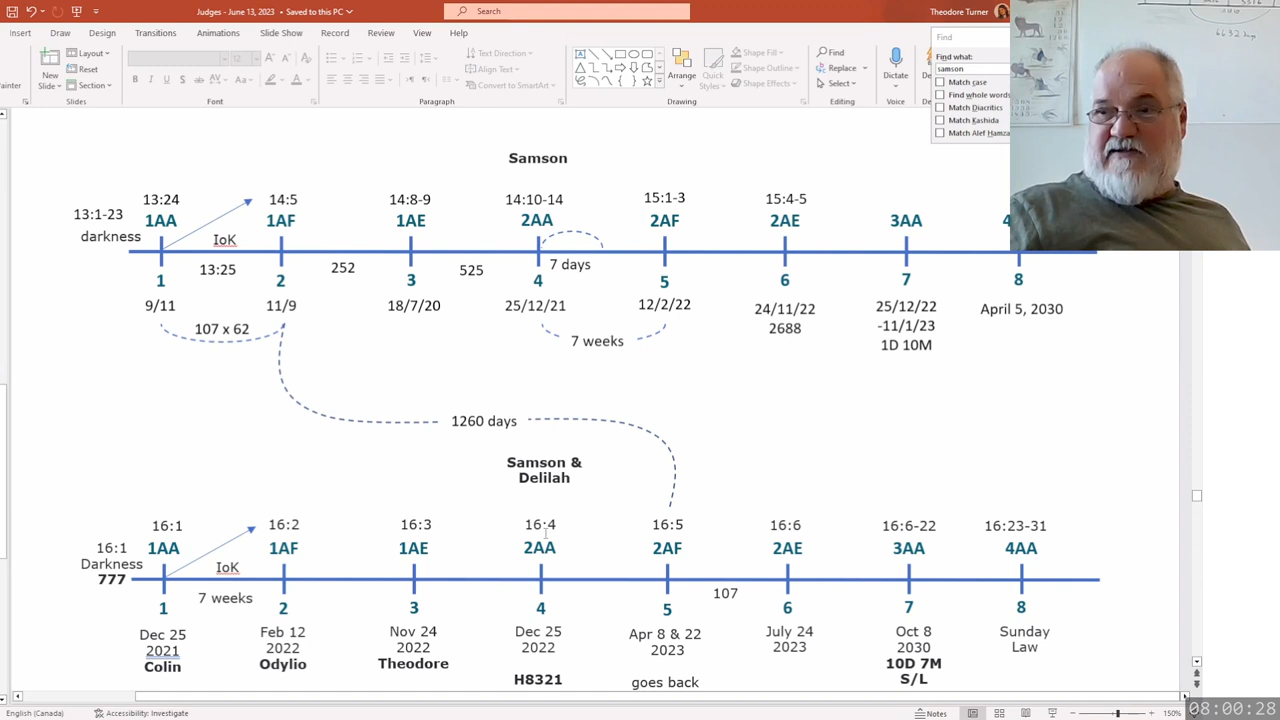 Judges - June 13, 2023 • Saved to this PC
Search
Theodore Turner
Insert Draw Design Transitions Animations Slide Show Record Review View Help
Find
Find what:
samson
Match case
Find whole words
Match Diacritics
Match Kashida
Match Alef Hamza
New
Slides
Layout
Reset
Section
Slides
Font
Text Direction
Align Text
Convert to SmartArt
Paragraph
Arrange
Quick
Styles
Shape Fill
Shape Outline
Shape Effects
Drawing
Find
Replace
Select
Editing
Dictate
Voice
6632
Samson
13:24 14:5 14:8-9 14:10-14 15:1-3 15:4-5
13:1-23
darkness
1AA 1AF 1AE 2AA 2AF 2AE 3AA 4
IoK
13:25 252 525 7 days
1 2 3 4 5 6 7 8
9/11 11/9 18/7/20 25/12/21 12/2/22 24/11/22
2688
25/12/22
-11/1/23
1D 10M
April 5, 2030
107 x 62
7 weeks
1260 days
Samson &
Delilah
16:1 16:2 16:3 16:4 16:5 16:6 16:6-22 16:23-31
16:1
Darkness
777
1AA 1AF 1AE 2AA 2AF 2AE 3AA 4AA
IoK
7 weeks 107
1 2 3 4 5 6 7 8
Dec 25
2021
Colin
Feb 12
2022
Odylio
Nov 24
2022
Theodore
Dec 25
2022
H8321
Apr 8 & 22
2023
goes back
July 24
2023
Oct 8
2030
10D 7M
S/L
Sunday
Law
English (Canada)
Accessibility: Investigate
Notes
150%
08:00:28